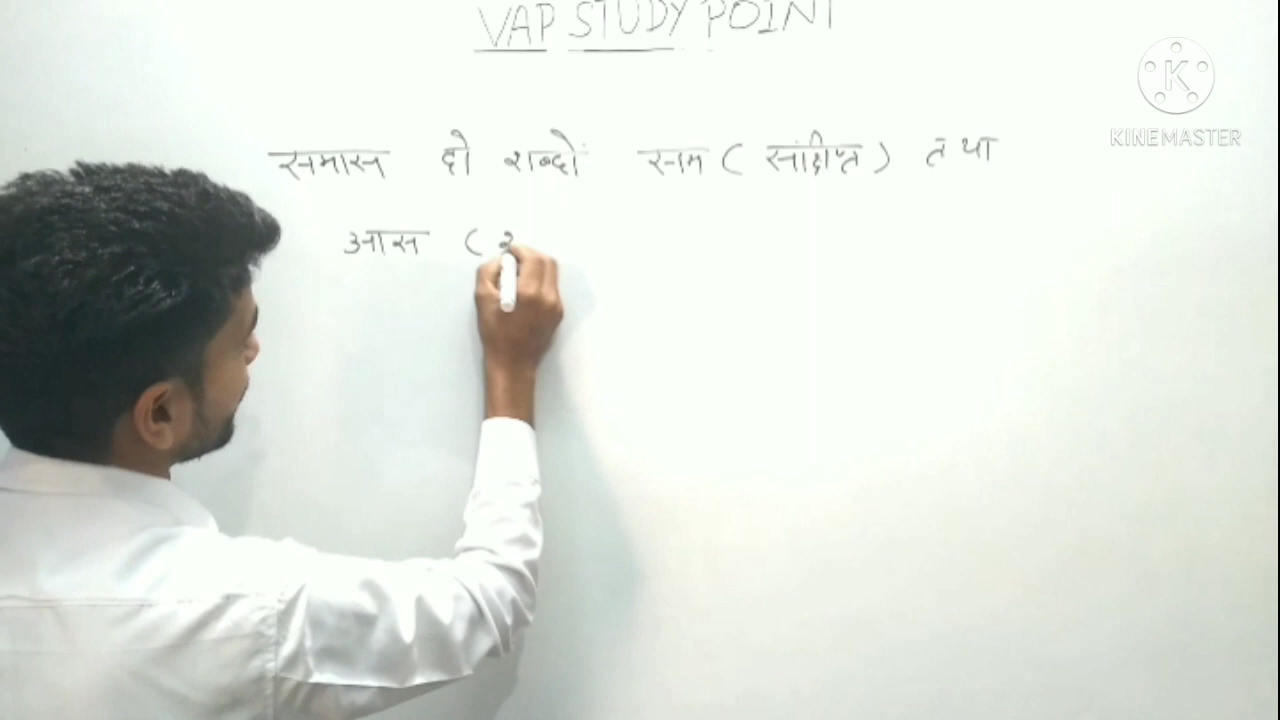 VAP STUDY POINT
K
KINEMASTER
समास दो शब्दों सम ( सांक्षिप्त ) तथा
आस (